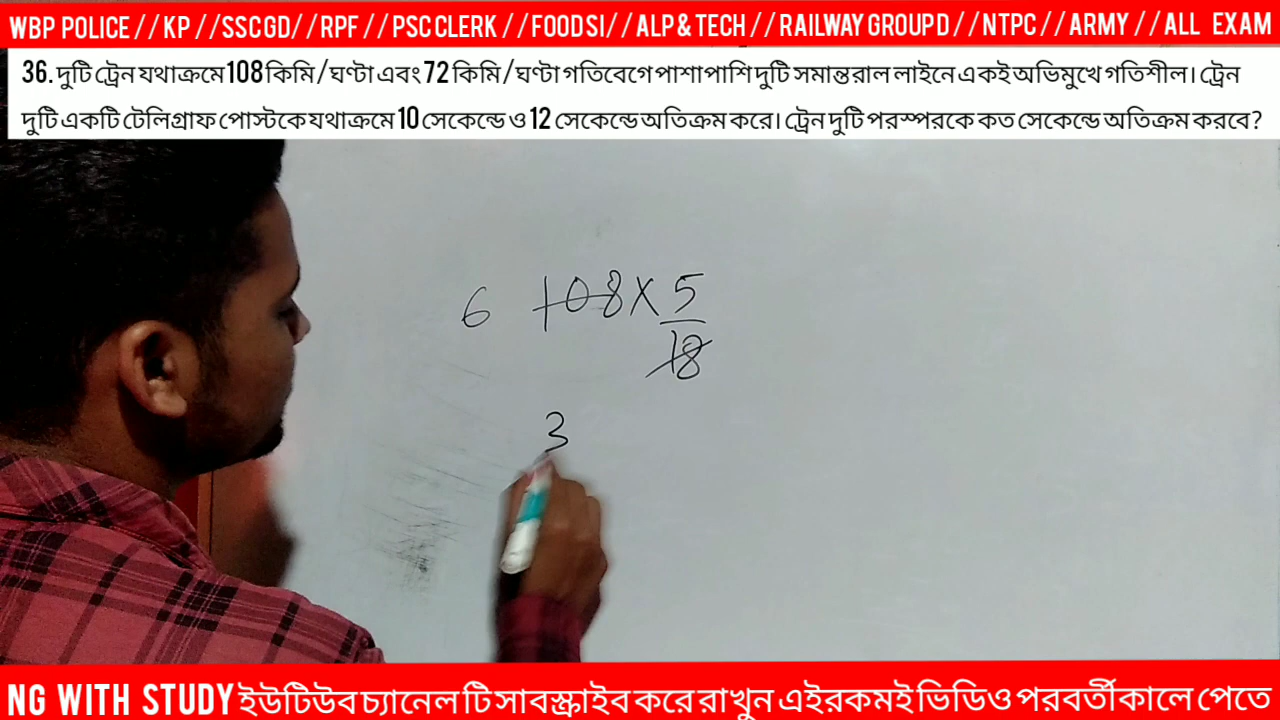 WBP POLICE // KP // SSC GD // RPF // PSC CLERK // FOOD SI // ALP & TECH // RAILWAY GROUP D // NTPC // ARMY // ALL EXAM
36. দুটি ট্রেন যথাক্রমে 108 কিমি/ঘণ্টা এবং 72 কিমি/ঘণ্টা গতিবেগে পাশাপাশি দুটি সমান্তরাল লাইনে একই অভিমুখে গতিশীল। ট্রেন
দুটি একটি টেলিগ্রাফ পোস্টকে যথাক্রমে 10 সেকেন্ডে ও 12 সেকেন্ডে অতিক্রম করে। ট্রেন দুটি পরস্পরকে কত সেকেন্ডে অতিক্রম করবে?
6 108 X 5
18
3
NG WITH STUDY ইউটিউব চ্যানেল টি সাবস্ক্রাইব করে রাখুন এইরকমই ভিডিও পরবর্তীকালে পেতে